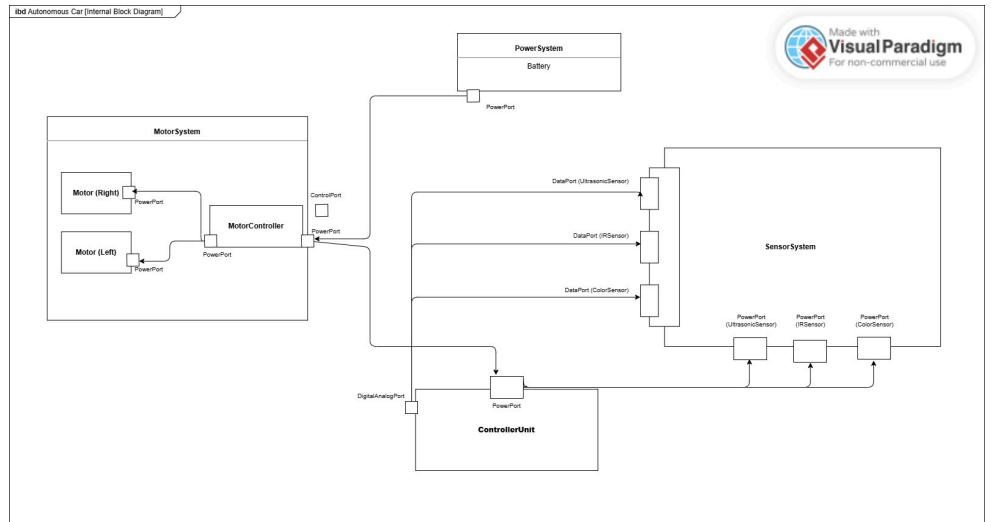 ibd Autonomous Car [Internal Block Diagram]
Made with
Visual Paradigm
For non-commercial use
PowerSystem
Battery
PowerPort
MotorSystem
Motor (Right)
PowerPort
ControlPort
MotorController
PowerPort
PowerPort
Motor (Left)
PowerPort
DataPort (UltrasonicSensor)
DataPort (IRSensor)
DataPort (ColorSensor)
SensorSystem
PowerPort
(UltrasonicSensor)
PowerPort
(IRSensor)
PowerPort
(ColorSensor)
DigitalAnalogPort
PowerPort
ControllerUnit